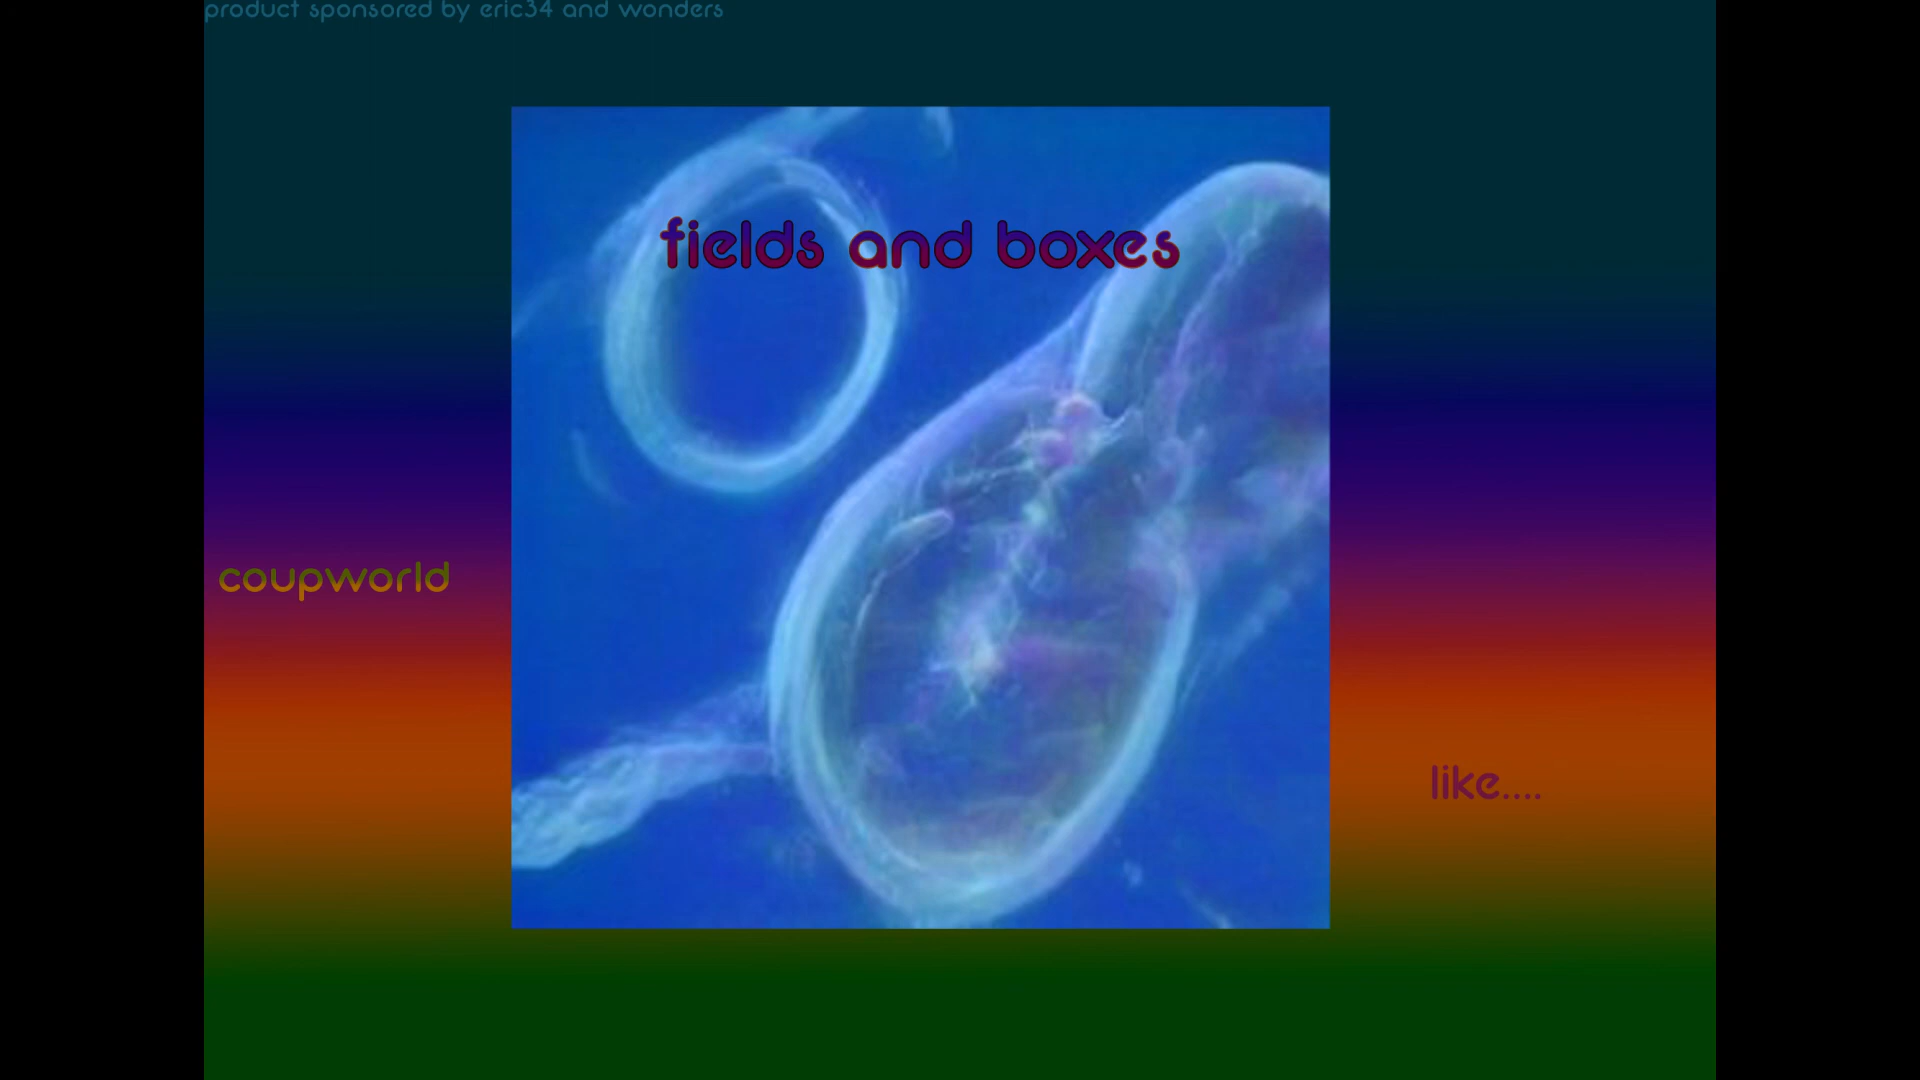 product sponsored by eric34 and wonders
fields and boxes
coupworld
like....